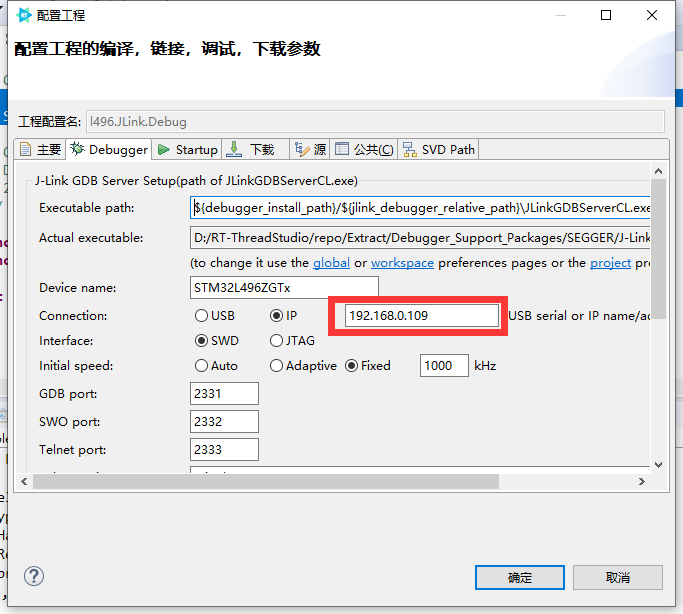 配置工程
配置工程的编译，链接，调试，下载参数
工程配置名: l496.JLink.Debug
主要 Debugger Startup 下载 源 公共(C) SVD Path
J-Link GDB Server Setup(path of JLinkGDBServerCL.exe)
Executable path: ${debugger_install_path}/${jlink_debugger_relative_path}\JLinkGDBServerCL.exe
Actual executable: D:/RT-ThreadStudio/repo/Extract/Debugger_Support_Packages/SEGGER/J-Link
(to change it use the global or workspace preferences pages or the project pr
Device name: STM32L496ZGTx
Connection: USB IP 192.168.0.109 USB serial or IP name/a
Interface: SWD JTAG
Initial speed: Auto Adaptive Fixed 1000 kHz
GDB port: 2331
SWO port: 2332
Telnet port: 2333
确定 取消